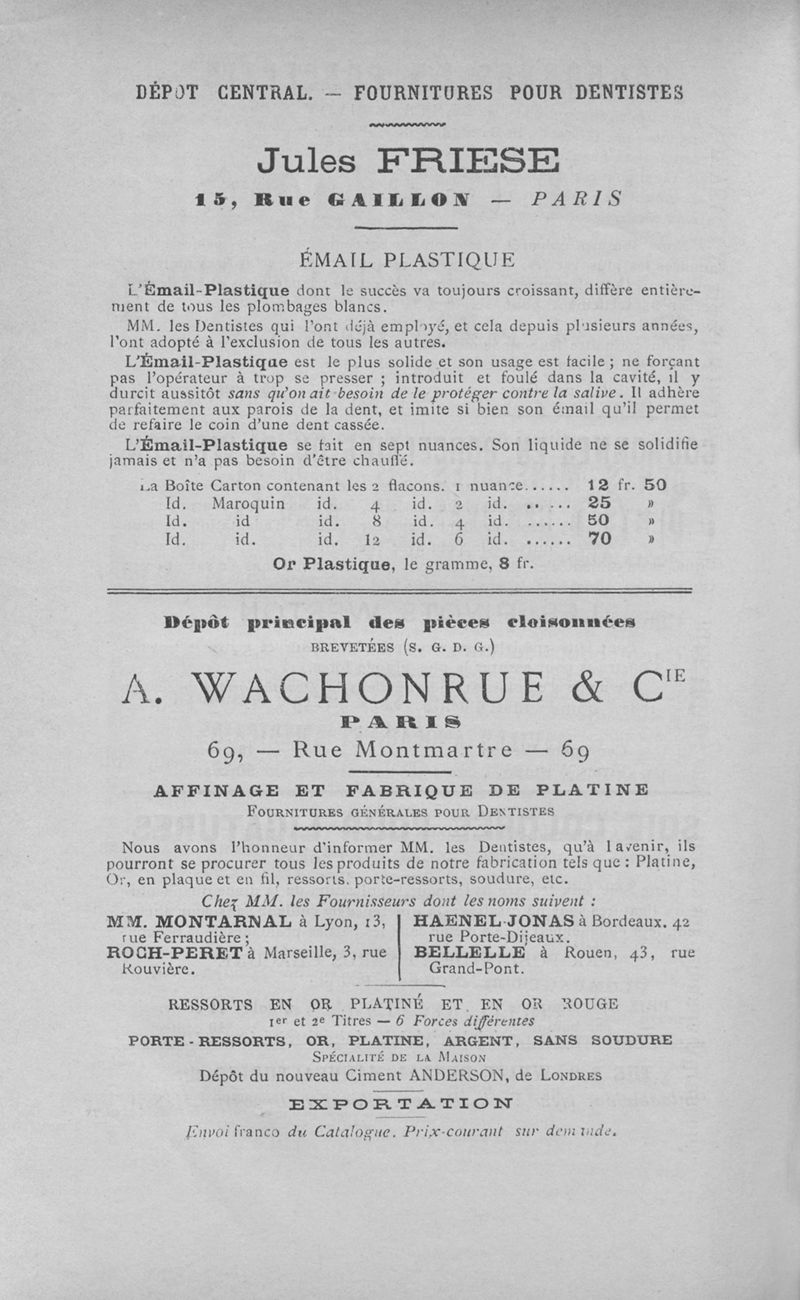 DÉPOT CENTRAL. — FOURNITURES POUR DENTISTES
Jules FRIESE
15, Rue GAILLON — PARIS
ÉMAIL PLASTIQUE
L'Émail-Plastique dont le succès va toujours croissant, diffère entière-
ment de tous les plombages blancs.
MM. les Dentistes qui l'ont déjà employé, et cela depuis plusieurs années,
l'ont adopté à l'exclusion de tous les autres.
L'Émail-Plastique est le plus solide et son usage est facile ; ne forçant
pas l'opérateur à trop se presser ; introduit et foulé dans la cavité, il y
durcit aussitôt sans qu'on ait besoin de le protéger contre la salive. Il adhère
parfaitement aux parois de la dent, et imite si bien son émail qu'il permet
de refaire le coin d'une dent cassée.
L'Émail-Plastique se fait en sept nuances. Son liquide ne se solidifie
jamais et n'a pas besoin d'être chauffé.
La Boîte Carton contenant les 2 flacons. 1 nuance...... 12 fr. 50
Id. Maroquin id. 4 id. 2 id. .. ... 25 »
Id. id id. 8 id. 4 id. ....... 50 »
Id. id. id. 12 id. 6 id. ...... 70 »
Or Plastique, le gramme, 8 fr.
Dépôt principal des pièces cloisonnées
BREVETÉES (S. G. D. G.)
A. WACHONRUE & CIE
PARIS
69, — Rue Montmartre — 69
AFFINAGE ET FABRIQUE DE PLATINE
FOURNITURES GÉNÉRALES POUR DENTISTES
Nous avons l'honneur d'informer MM. les Dentistes, qu'à l avenir, ils
pourront se procurer tous les produits de notre fabrication tels que : Platine,
Or, en plaque et en fil, ressorts. porte-ressorts, soudure, etc.
Chez MM. les Fournisseurs dont les noms suivent :
MM. MONTARNAL à Lyon, 13,
rue Ferraudière ;
ROCH-PERET à Marseille, 3, rue
Rouvière.
HAENEL-JONAS à Bordeaux. 42
rue Porte-Dijeaux.
BELLELLE à Rouen, 43, rue
Grand-Pont.
RESSORTS EN OR PLATINÉ ET. EN OR ROUGE
1er et 2e Titres — 6 Forces différentes
PORTE-RESSORTS, OR, PLATINE, ARGENT, SANS SOUDURE
SPÉCIALITÉ DE LA MAISON
Dépôt du nouveau Ciment ANDERSON, de LONDRES
EXPORTATION
Envoi franco du Catalogue. Prix-courant sur demande.